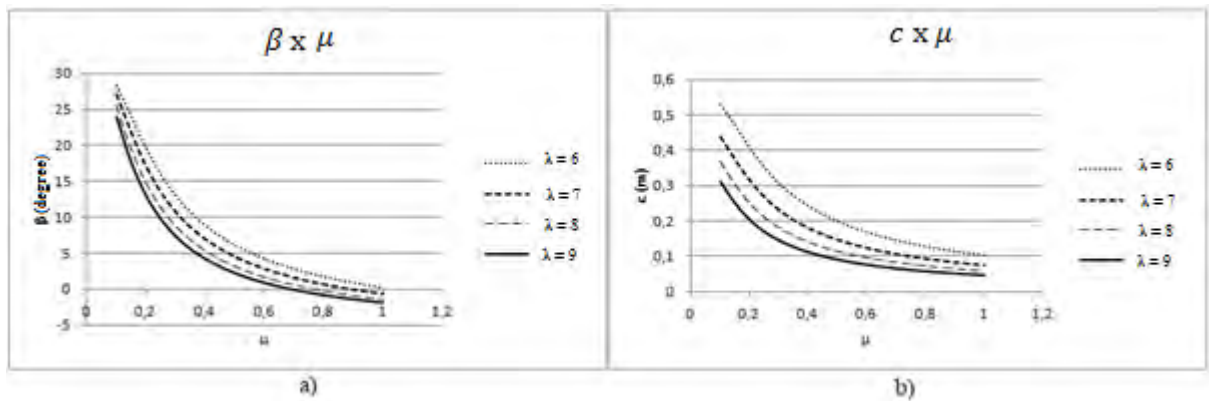 β x μ
30
25
20
15
10
5
0
-5
β (degree)
0
0,2
0,4
0,6
0,8
1
1,2
μ
λ = 6
λ = 7
λ = 8
λ = 9
a)
c x μ
0,6
0,5
0,4
0,3
0,2
0,1
0
c (m)
0
0,2
0,4
0,6
0,8
1
1,2
μ
λ = 6
λ = 7
λ = 8
λ = 9
b)